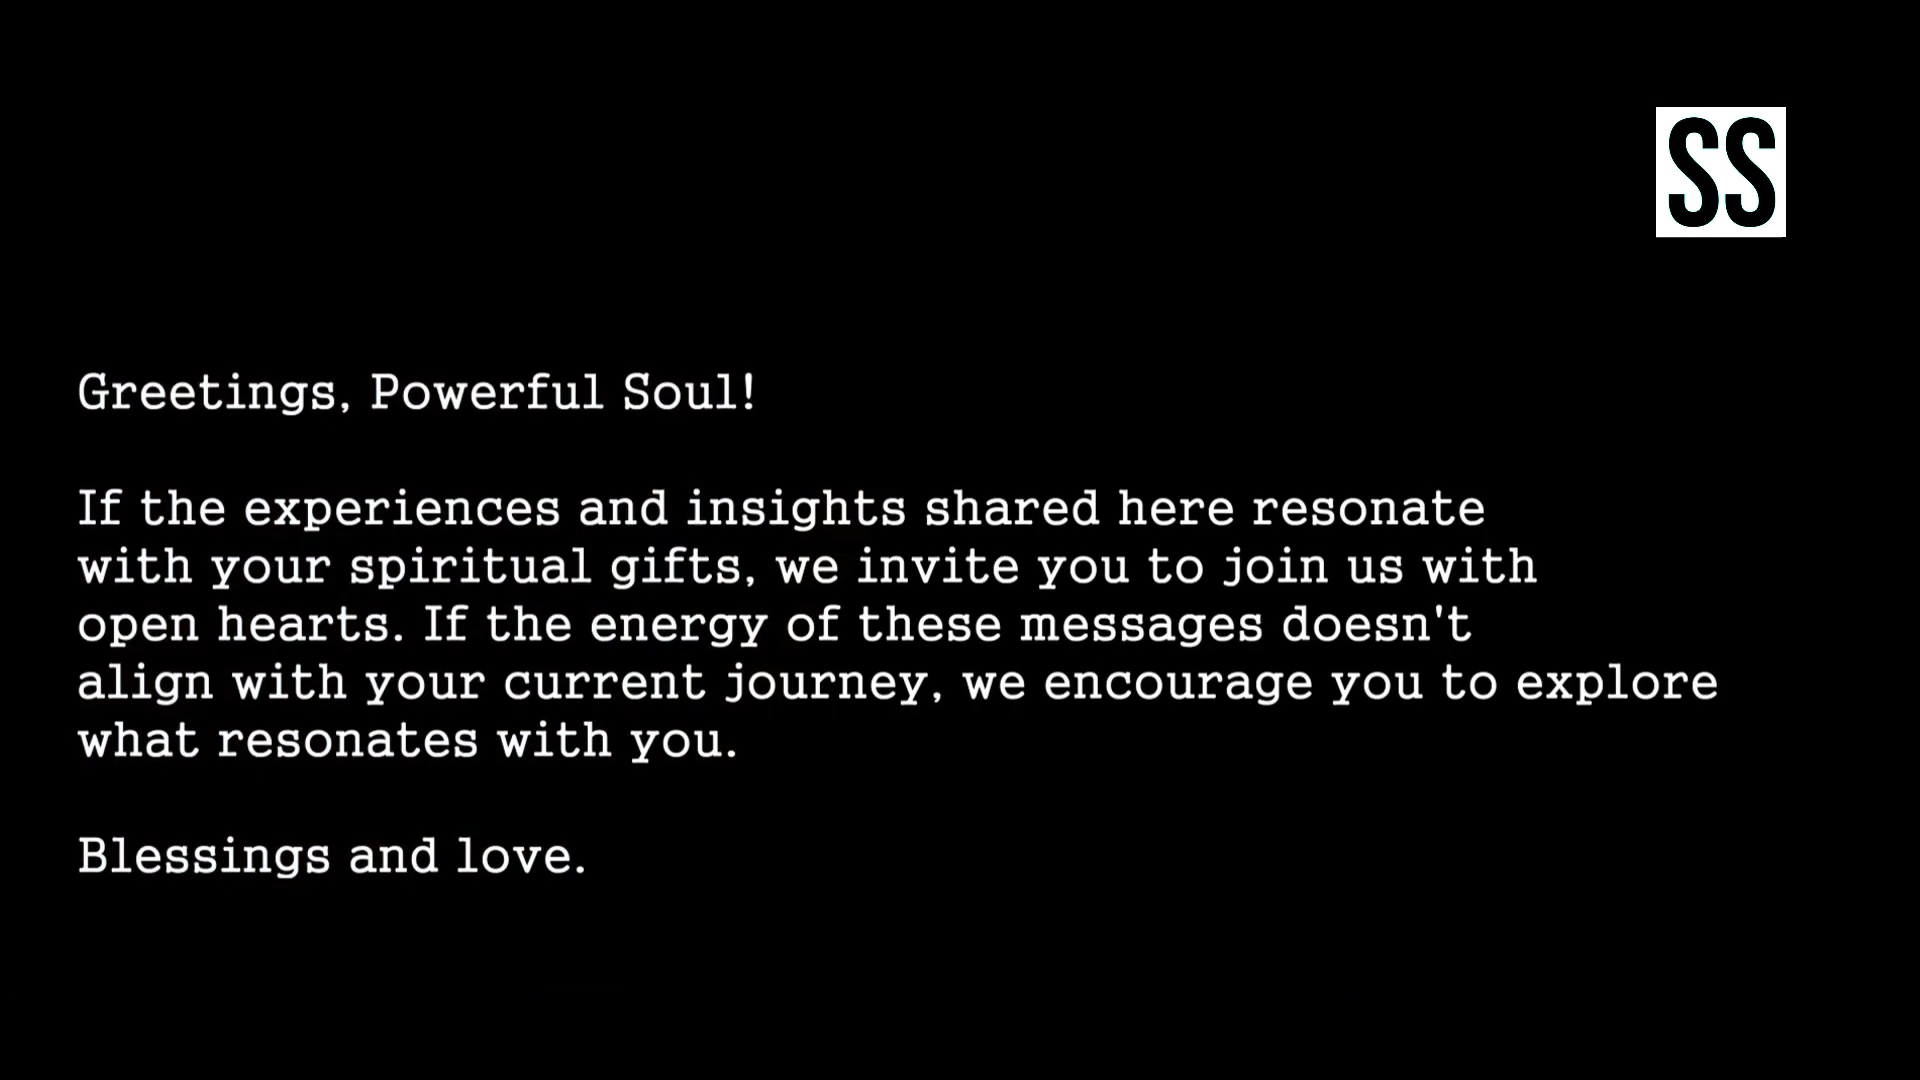 SS
Greetings, Powerful Soul!
If the experiences and insights shared here resonate
with your spiritual gifts, we invite you to join us with
open hearts. If the energy of these messages doesn't
align with your current journey, we encourage you to explore
what resonates with you.
Blessings and love.